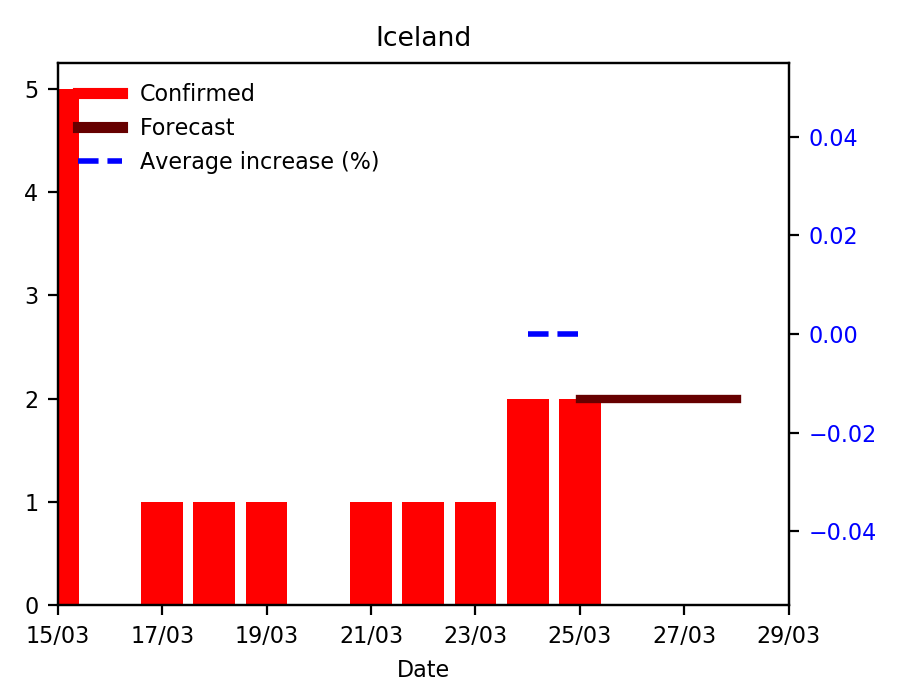 Iceland
Confirmed
Forecast
Average increase (%)
5
4
3
2
1
0
0.04
0.02
0.00
−0.02
−0.04
15/03 17/03 19/03 21/03 23/03 25/03 27/03 29/03
Date